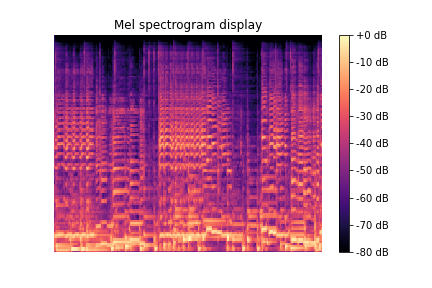 Mel spectrogram display
+0 dB
-10 dB
-20 dB
-30 dB
-40 dB
-50 dB
-60 dB
-70 dB
-80 dB